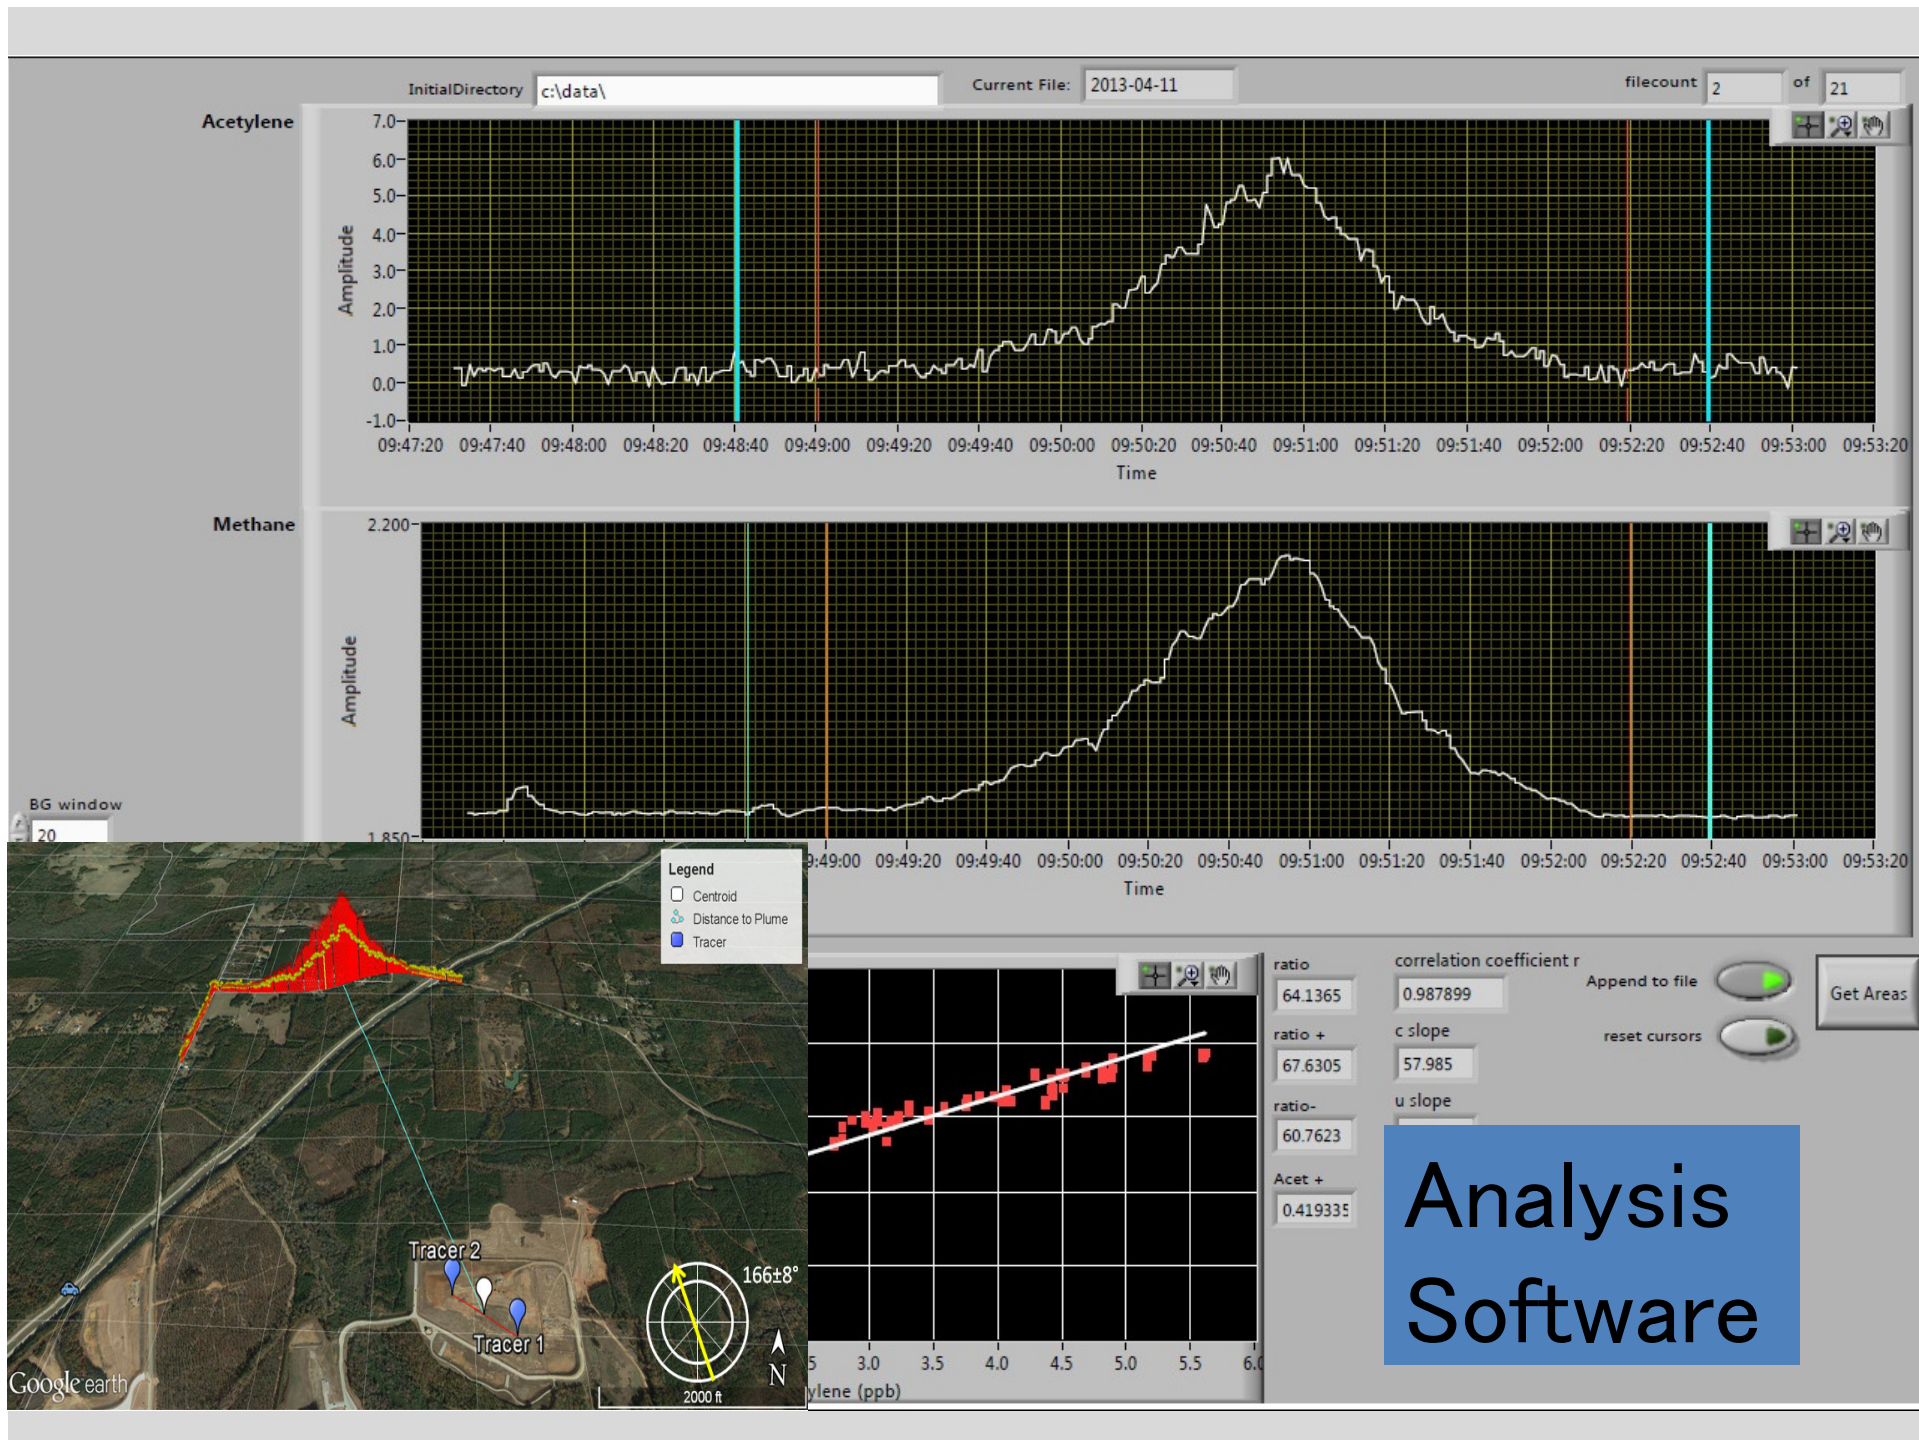 InitialDirectory c:\data\ Current File: 2013-04-11 filecount 2 of 21
Acetylene
7.0
6.0
5.0
4.0
3.0
2.0
1.0
0.0
-1.0
Amplitude
09:47:20 09:47:40 09:48:00 09:48:20 09:48:40 09:49:00 09:49:20 09:49:40 09:50:00 09:50:20 09:50:40 09:51:00 09:51:20 09:51:40 09:52:00 09:52:20 09:52:40 09:53:00 09:53:20
Time
Methane
2.200
Amplitude
1.850
BG window
20
9:49:00 09:49:20 09:49:40 09:50:00 09:50:20 09:50:40 09:51:00 09:51:20 09:51:40 09:52:00 09:52:20 09:52:40 09:53:00 09:53:20
Time
Legend
Centroid
Distance to Plume
Tracer
Tracer 2
Tracer 1
166±8°
N
2000 ft
Google earth
ratio
64.1365
ratio +
67.6305
ratio-
60.7623
Acet +
0.419335
correlation coefficient r
0.987899
c slope
57.985
u slope
Append to file
reset cursors
Get Areas
5 3.0 3.5 4.0 4.5 5.0 5.5 6.0
ylene (ppb)
Analysis
Software